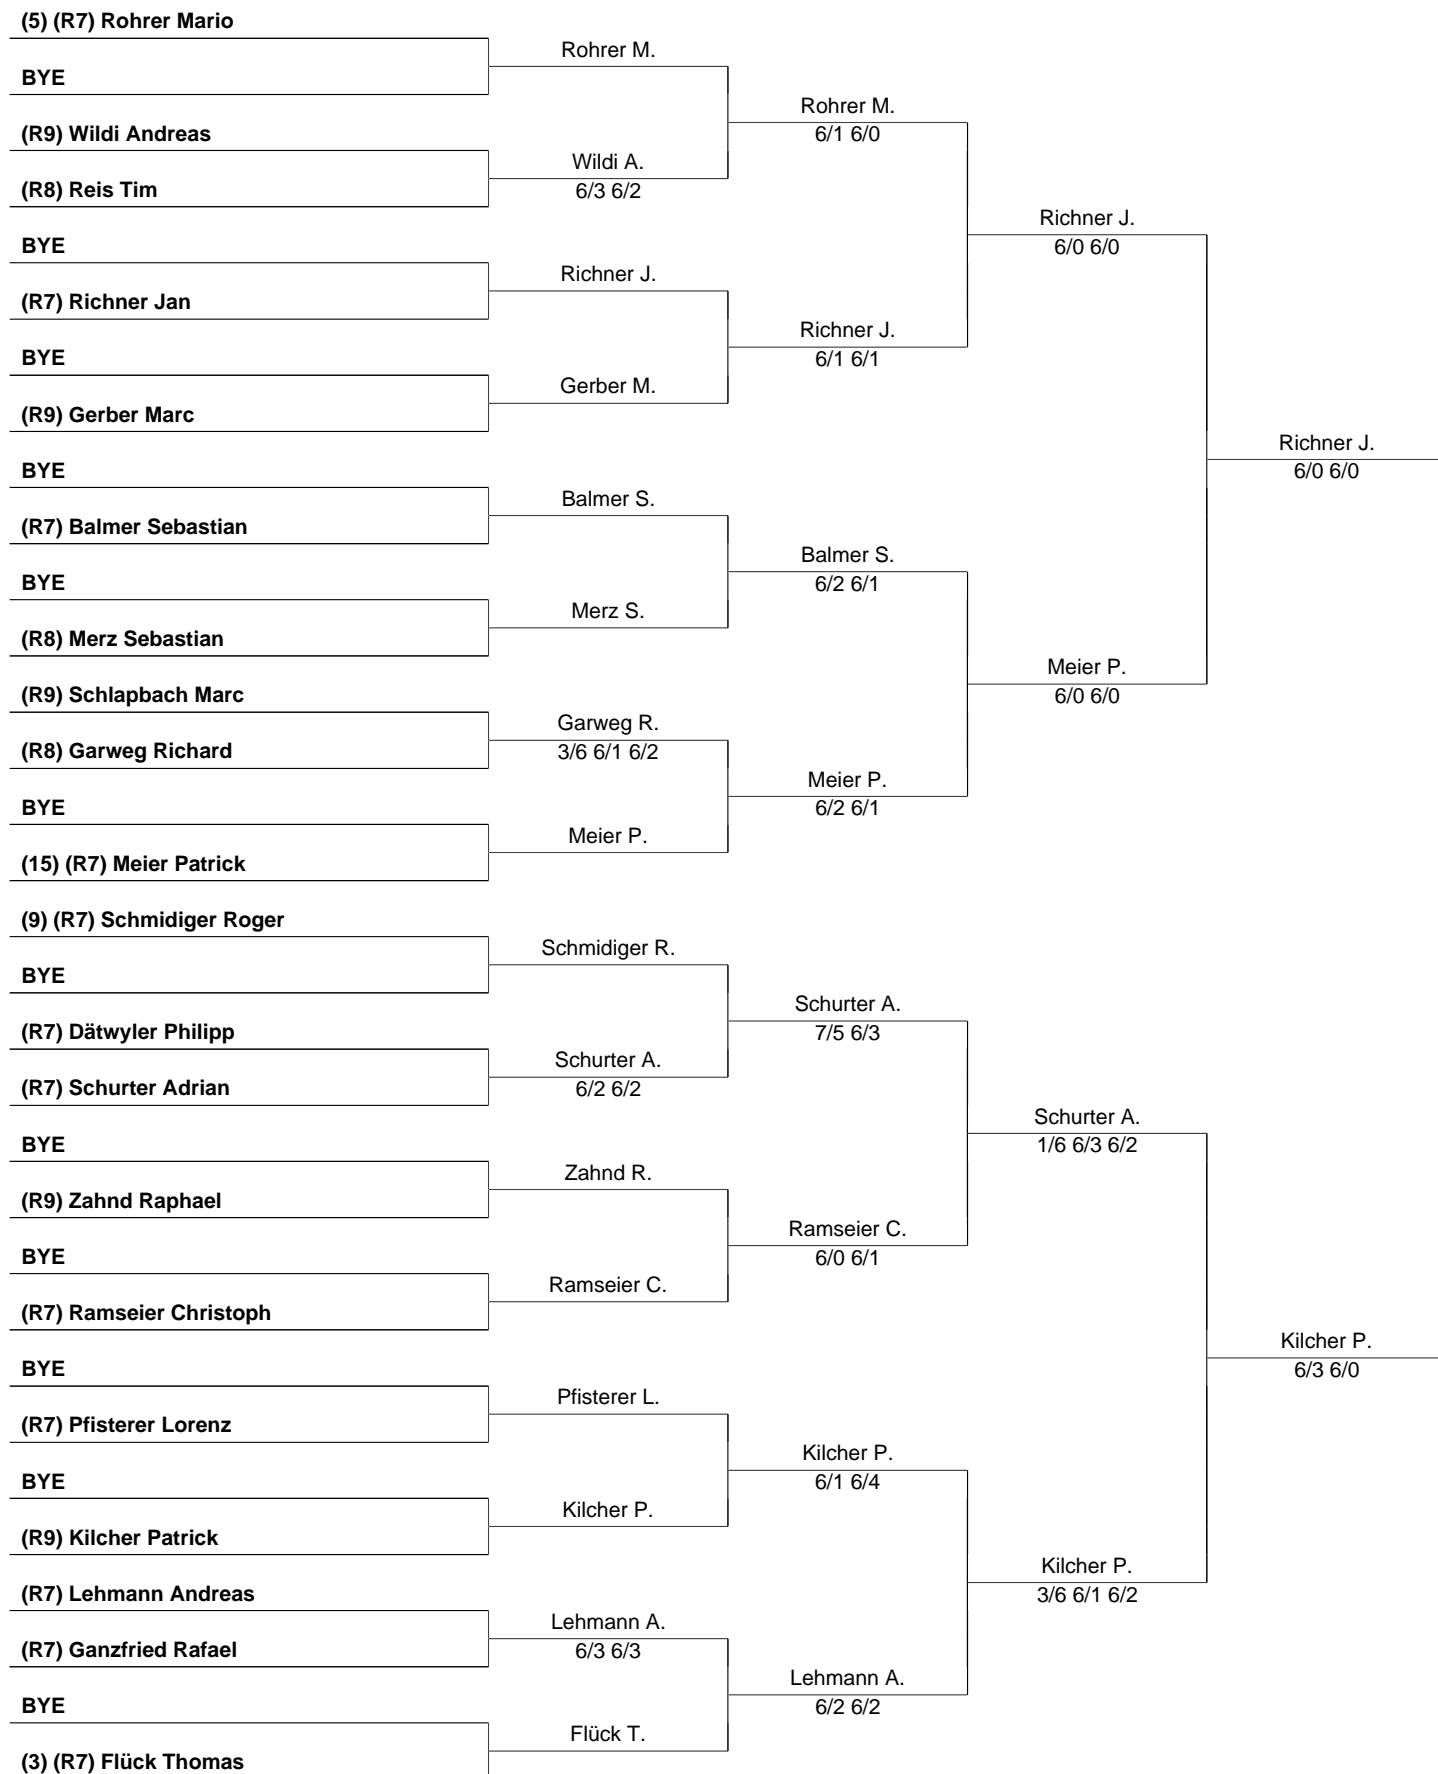 (5) (R7) Rohrer Mario
BYE
(R9) Wildi Andreas
(R8) Reis Tim
BYE
(R7) Richner Jan
BYE
(R9) Gerber Marc
BYE
(R7) Balmer Sebastian
BYE
(R8) Merz Sebastian
(R9) Schlapbach Marc
(R8) Garweg Richard
BYE
(15) (R7) Meier Patrick
(9) (R7) Schmidiger Roger
BYE
(R7) Dätwyler Philipp
(R7) Schurter Adrian
BYE
(R9) Zahnd Raphael
BYE
(R7) Ramseier Christoph
BYE
(R7) Pfisterer Lorenz
BYE
(R9) Kilcher Patrick
(R7) Lehmann Andreas
(R7) Ganzfried Rafael
BYE
(3) (R7) Flück Thomas
Rohrer M.
Wildi A.
6/3 6/2
Richner J.
Gerber M.
Balmer S.
Merz S.
Garweg R.
3/6 6/1 6/2
Meier P.
Schmidiger R.
Schurter A.
6/2 6/2
Zahnd R.
Ramseier C.
Pfisterer L.
Kilcher P.
Lehmann A.
6/3 6/3
Flück T.
Rohrer M.
6/1 6/0
Richner J.
6/1 6/1
Balmer S.
6/2 6/1
Meier P.
6/2 6/1
Schurter A.
7/5 6/3
Ramseier C.
6/0 6/1
Kilcher P.
6/1 6/4
Lehmann A.
6/2 6/2
Richner J.
6/0 6/0
Meier P.
6/0 6/0
Schurter A.
1/6 6/3 6/2
Kilcher P.
3/6 6/1 6/2
Richner J.
6/0 6/0
Kilcher P.
6/3 6/0